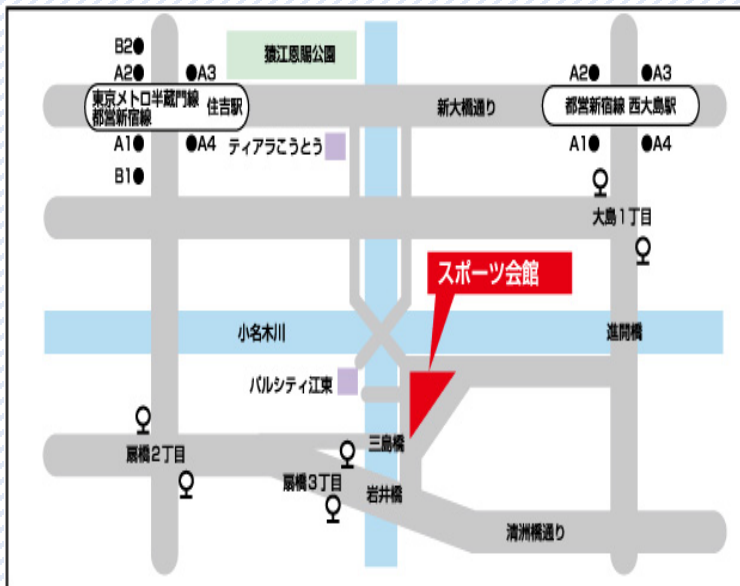 B2
猿江恩賜公園
A2
A3
A2
A3
東京メトロ半蔵門線
都営新宿線
住吉駅
新大橋通り
都営新宿線 西大島駅
A1
A4
ティアラこうとう
A1
A4
B1
大島1丁目
スポーツ会館
小名木川
進開橋
パルシティ江東
扇橋2丁目
三島橋
扇橋3丁目
岩井橋
清洲橋通り